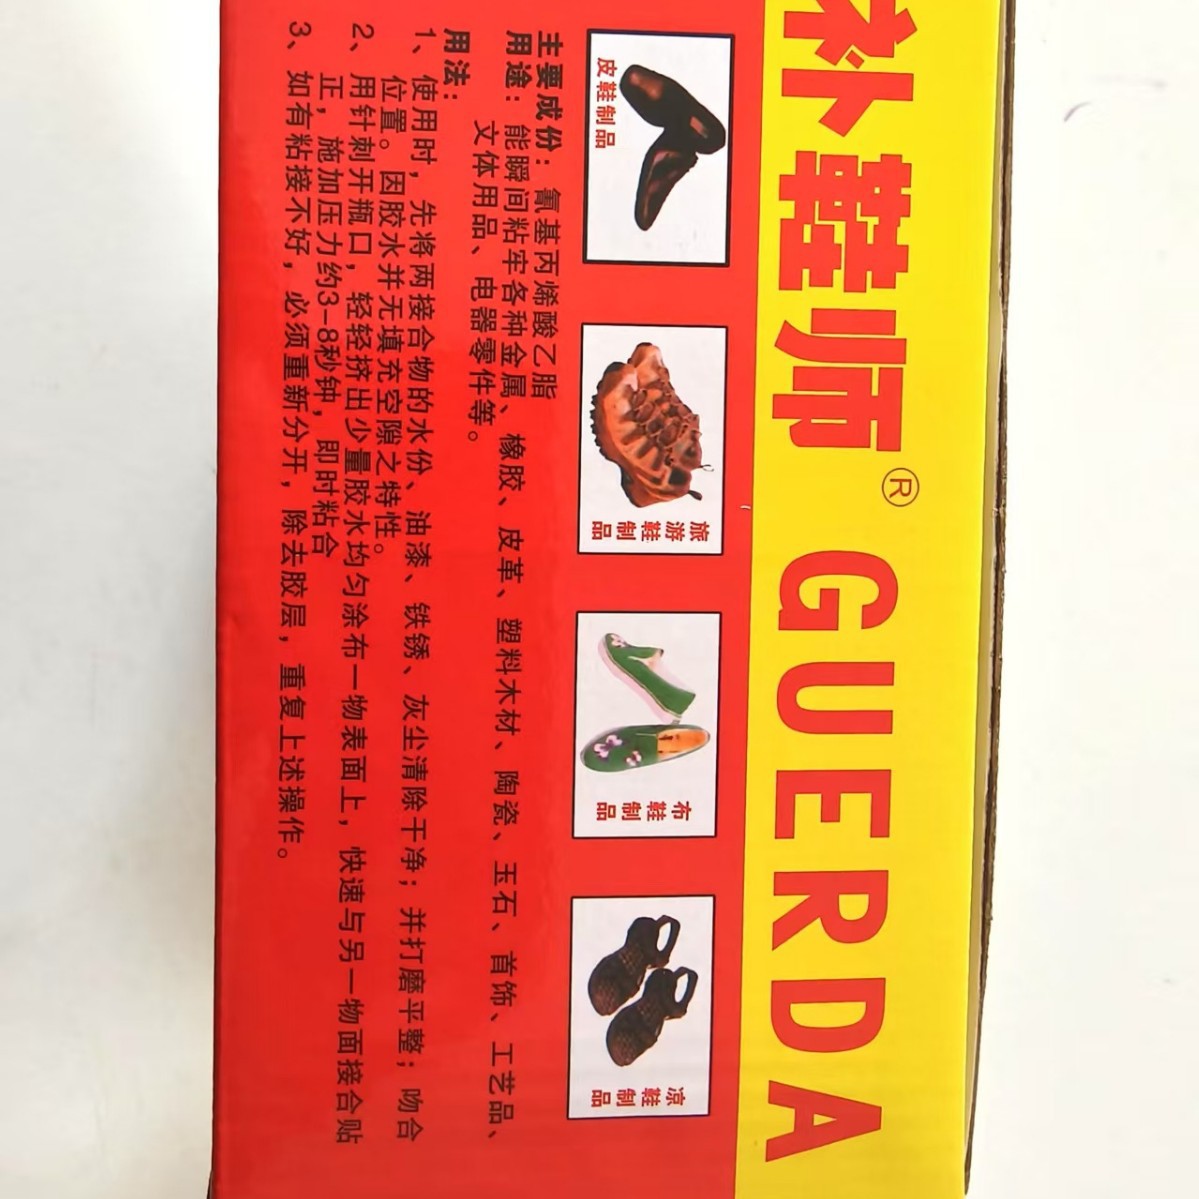 补鞋师® GUERDA
皮鞋制品
旅游鞋制品
布鞋制品
凉鞋制品
主要成份：氰基丙烯酸乙脂
用途：能瞬间粘牢各种金属、橡胶、皮革、塑料木材、陶瓷、玉石、首饰、工艺品、
文体用品、电器零件等。
用法：
1、使用时，先将两接合物的水份、油漆、铁锈、灰尘清除干净；并打磨平整；吻合
位置。因胶水并无填充空隙之特性。
2、用针刺开瓶口，轻轻挤出少量胶水均匀涂布一物表面上，快速与另一物面接合贴
正，施加压力约3-8秒钟，即时粘合
3、如有粘接不好，必须重新分开，除去胶层，重复上述操作。